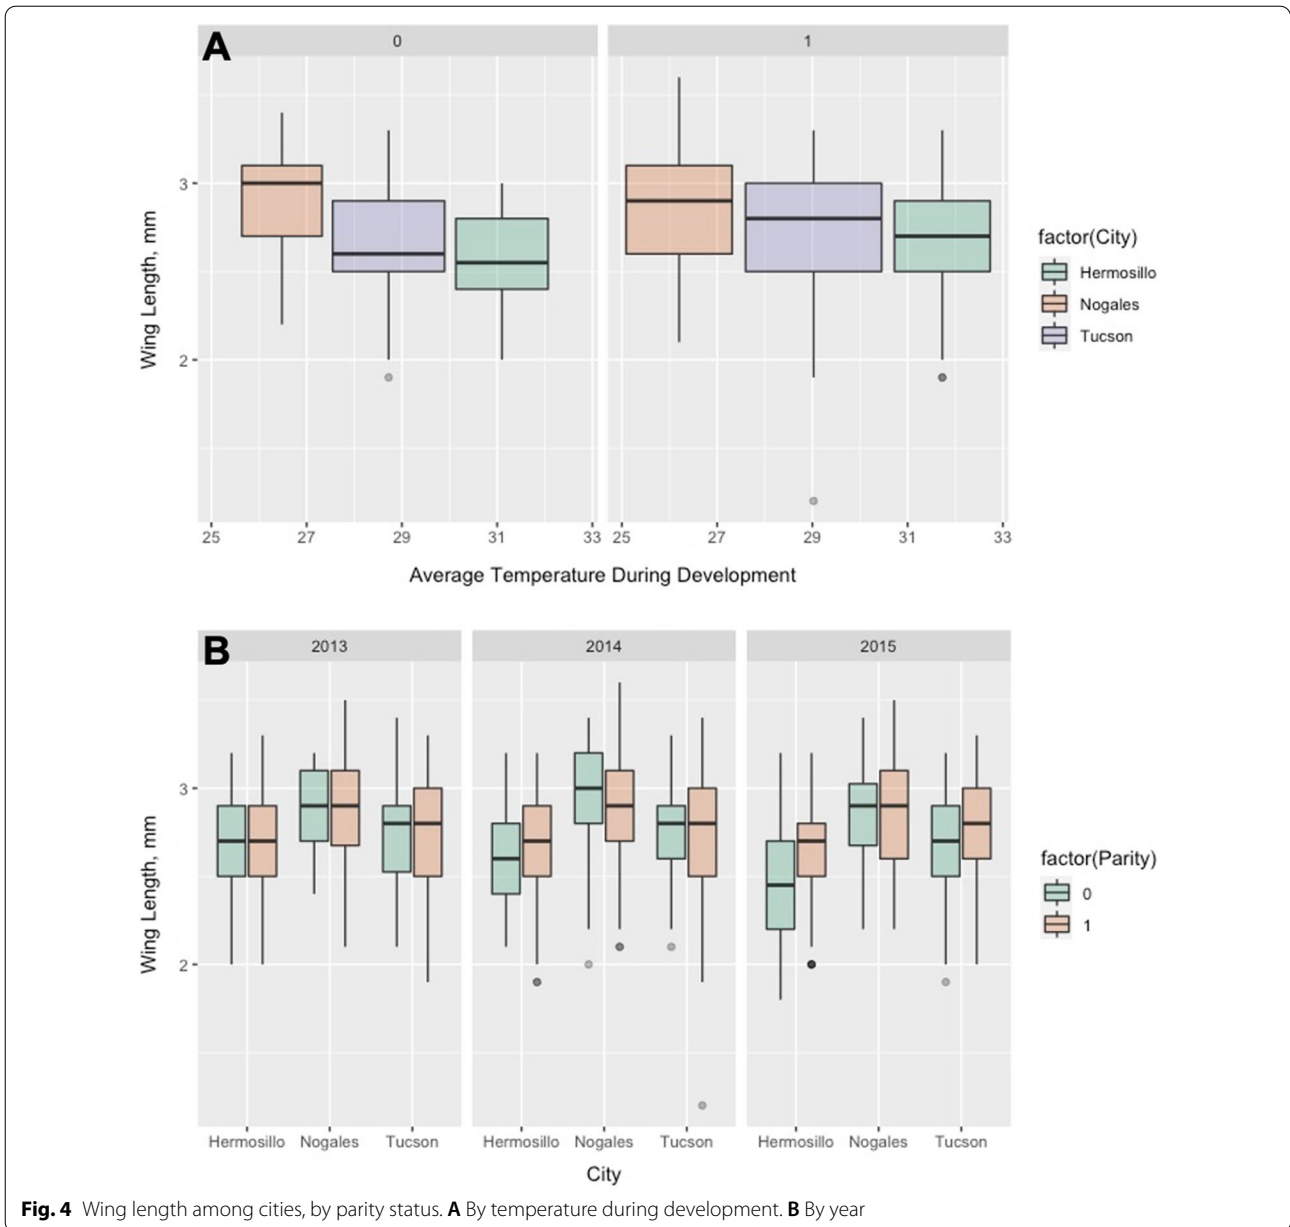 A
0
1
Wing Length, mm
3
2
25 27 29 31 33 25 27 29 31 33
Average Temperature During Development
factor(City)
Hermosillo
Nogales
Tucson
B
2013
2014
2015
Wing Length, mm
3
2
Hermosillo Nogales Tucson Hermosillo Nogales Tucson Hermosillo Nogales Tucson
City
factor(Parity)
0
1
Fig. 4 Wing length among cities, by parity status. A By temperature during development. B By year